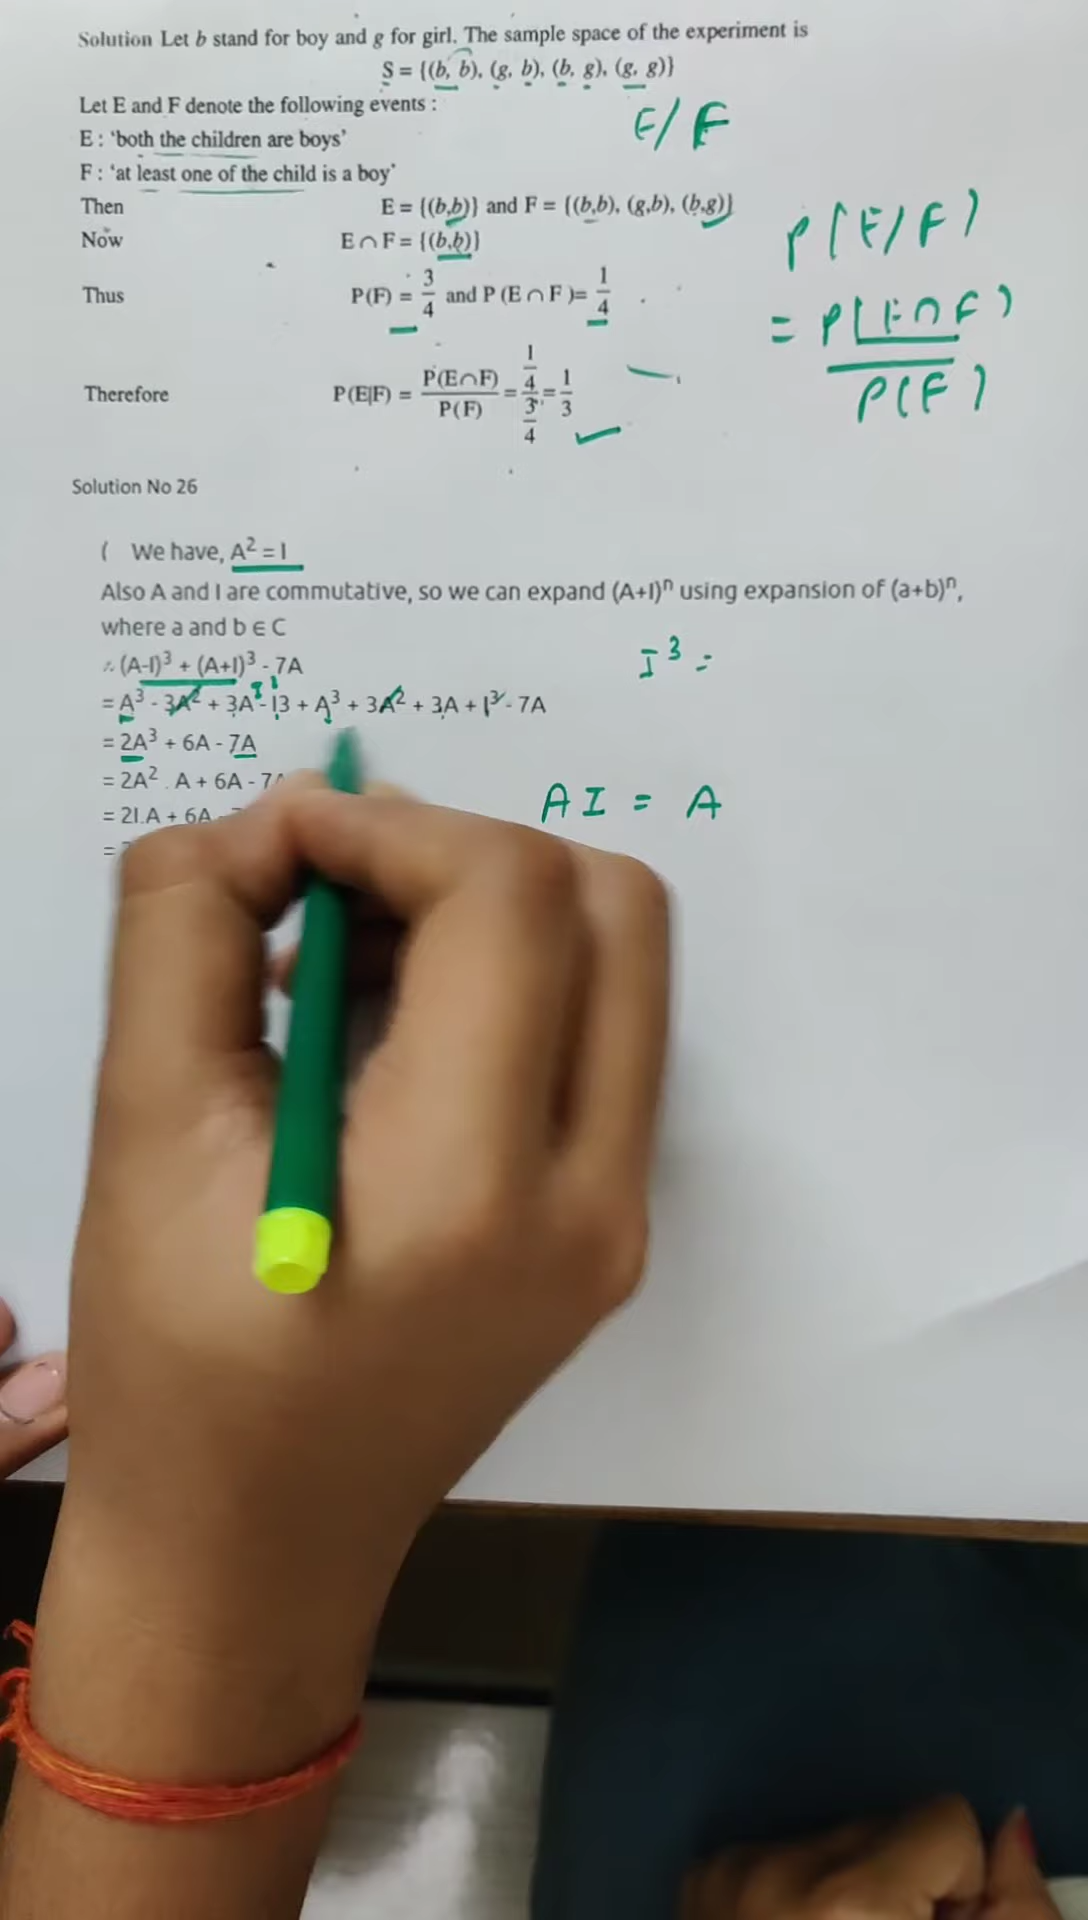 Solution Let b stand for boy and g for girl. The sample space of the experiment is
S = {(b, b), (g, b), (b, g), (g, g)}
Let E and F denote the following events :
E/F
E : ‘both the children are boys’
F : ‘at least one of the child is a boy’
Then E = {(b,b)} and F = {(b,b), (g,b), (b,g)}
Now E ∩ F = {(b,b)}
P(E/F)
Thus P(F) = 3/4 and P (E ∩ F )= 1/4
= P(E∩F)
P(F)
Therefore P(E|F) = P(E∩F)/P(F) = (1/4)/(3/4) = 1/3
Solution No 26
( We have, A² = I
Also A and I are commutative, so we can expand (A+I)ⁿ using expansion of (a+b)ⁿ,
where a and b ∈ C
I³ =
∴ (A-I)³ + (A+I)³ - 7A
= A³ - 3A² + 3A - I3 + A³ + 3A² + 3A + I³ - 7A
= 2A³ + 6A - 7A
= 2A² . A + 6A - 7A
AI = A
= 2I.A + 6A
=